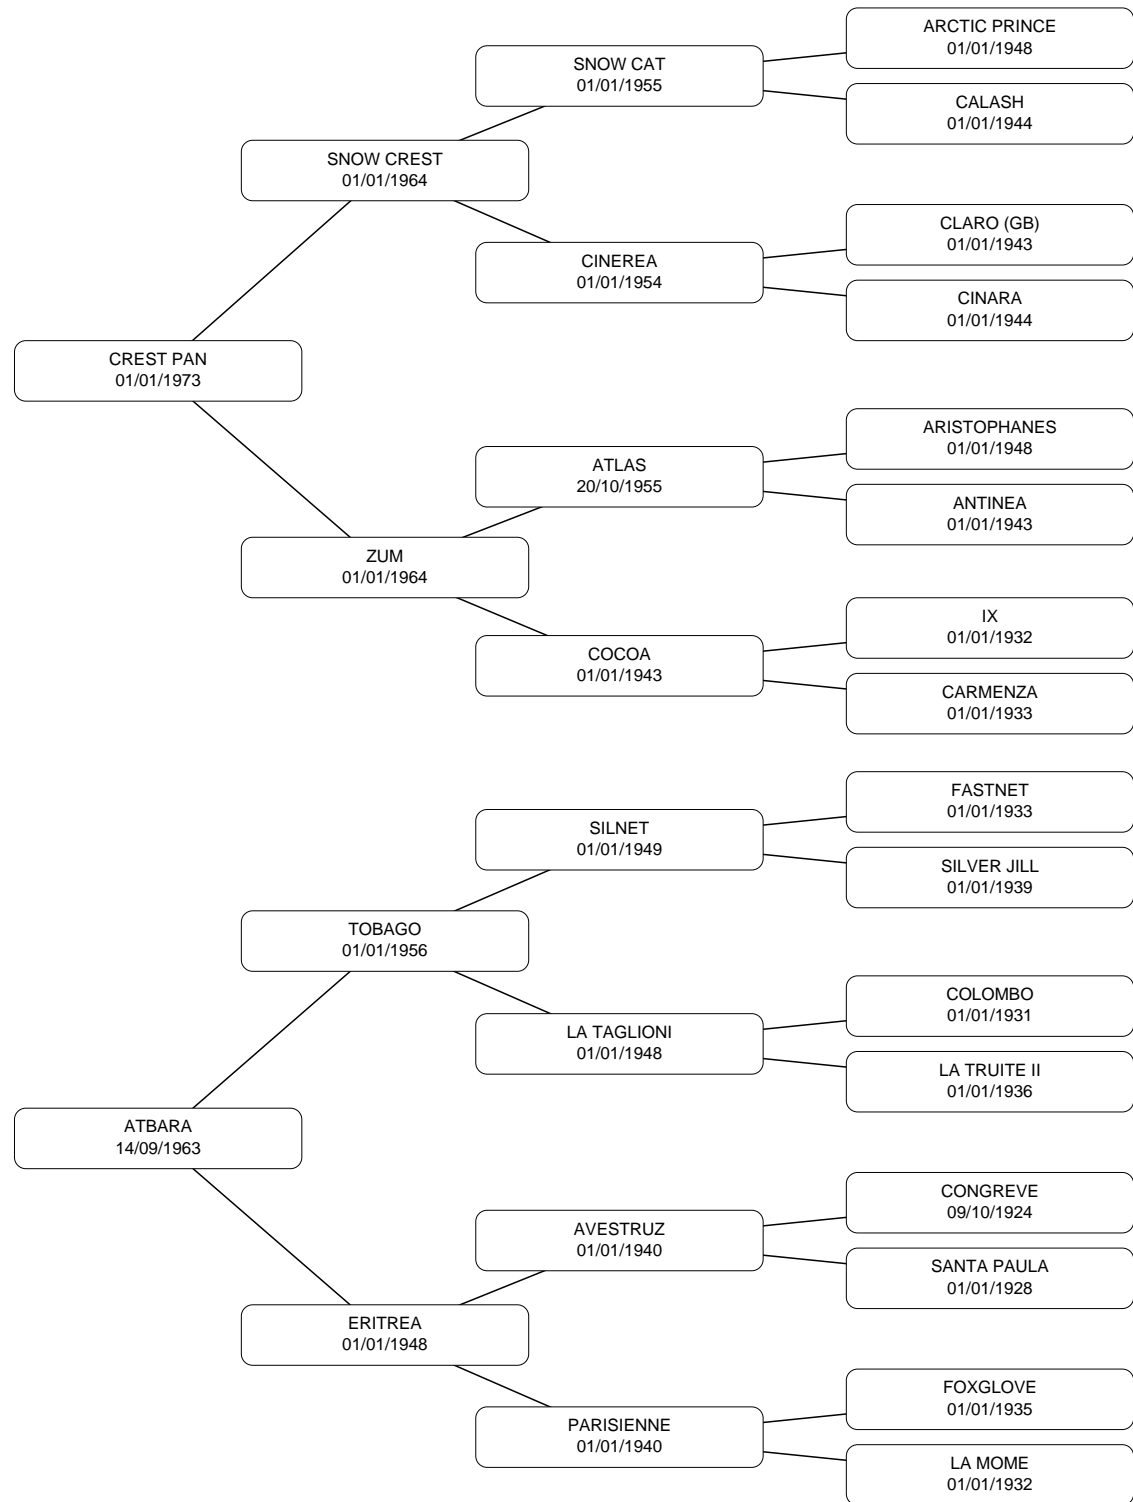 ARCTIC PRINCE
01/01/1948
SNOW CAT
01/01/1955
CALASH
01/01/1944
SNOW CREST
01/01/1964
CLARO (GB)
01/01/1943
CINEREA
01/01/1954
CINARA
01/01/1944
CREST PAN
01/01/1973
ARISTOPHANES
01/01/1948
ATLAS
20/10/1955
ANTINEA
01/01/1943
ZUM
01/01/1964
IX
01/01/1932
COCOA
01/01/1943
CARMENZA
01/01/1933
FASTNET
01/01/1933
SILNET
01/01/1949
SILVER JILL
01/01/1939
TOBAGO
01/01/1956
COLOMBO
01/01/1931
LA TAGLIONI
01/01/1948
LA TRUITE II
01/01/1936
ATBARA
14/09/1963
CONGREVE
09/10/1924
AVESTRUZ
01/01/1940
SANTA PAULA
01/01/1928
ERITREA
01/01/1948
FOXGLOVE
01/01/1935
PARISIENNE
01/01/1940
LA MOME
01/01/1932